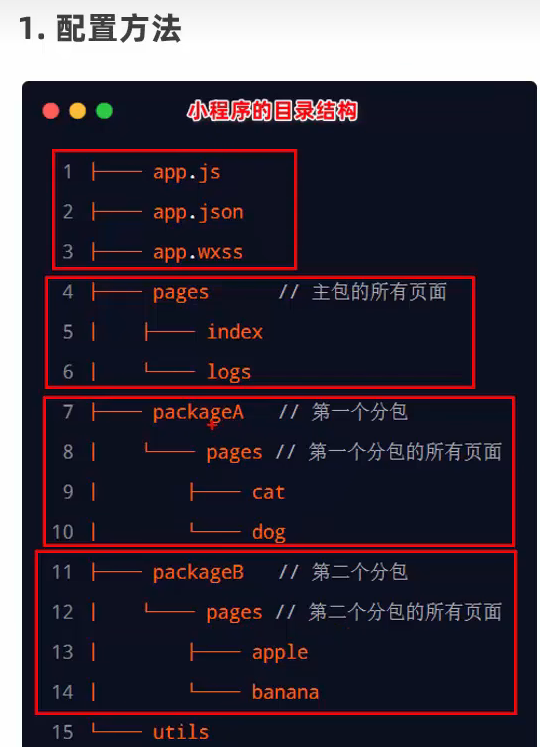 1. 配置方法
小程序的目录结构
1 ├── app.js
2 ├── app.json
3 ├── app.wxss
4 ├── pages // 主包的所有页面
5 │ ├── index
6 │ └── logs
7 ├── packageA // 第一个分包
8 │ └── pages // 第一个分包的所有页面
9 │ ├── cat
10 │ └── dog
11 ├── packageB // 第二个分包
12 │ └── pages // 第二个分包的所有页面
13 │ ├── apple
14 │ └── banana
15 └── utils